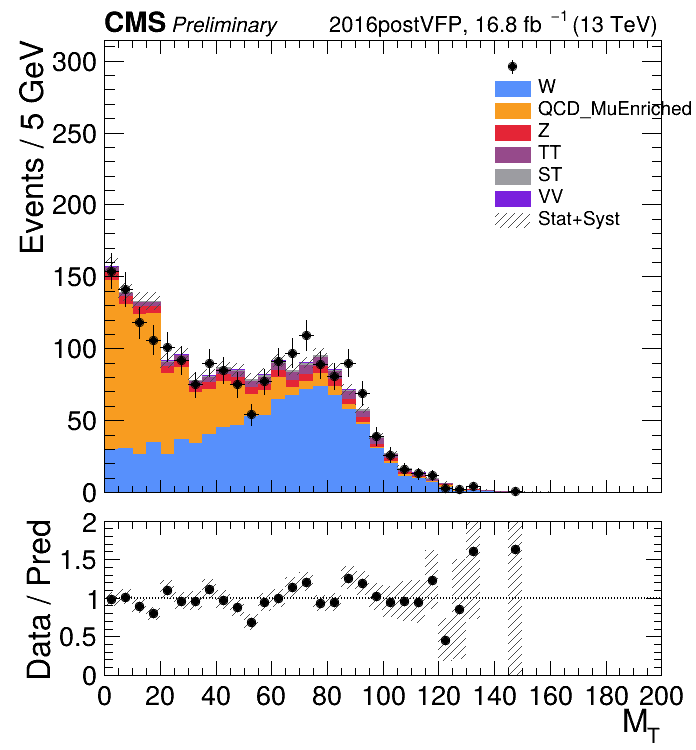 CMS Preliminary 2016postVFP, 16.8 fb⁻¹ (13 TeV)
Events / 5 GeV
300
250
200
150
100
50
0
W
QCD_MuEnriched
Z
TT
ST
VV
Stat+Syst
Data / Pred
2
1.5
1
0.5
0
0 20 40 60 80 100 120 140 160 180 200
M_T